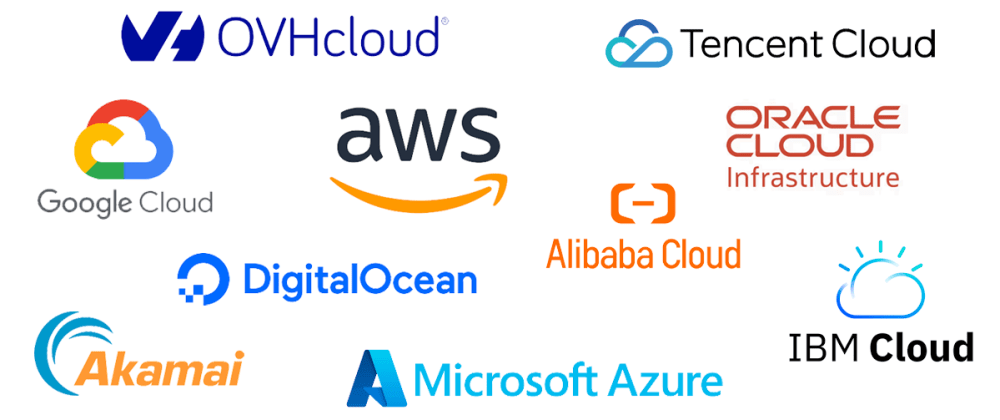 OVHcloud®
Tencent Cloud
Google Cloud
aws
ORACLE
CLOUD
Infrastructure
Alibaba Cloud
DigitalOcean
IBM Cloud
Akamai
Microsoft Azure